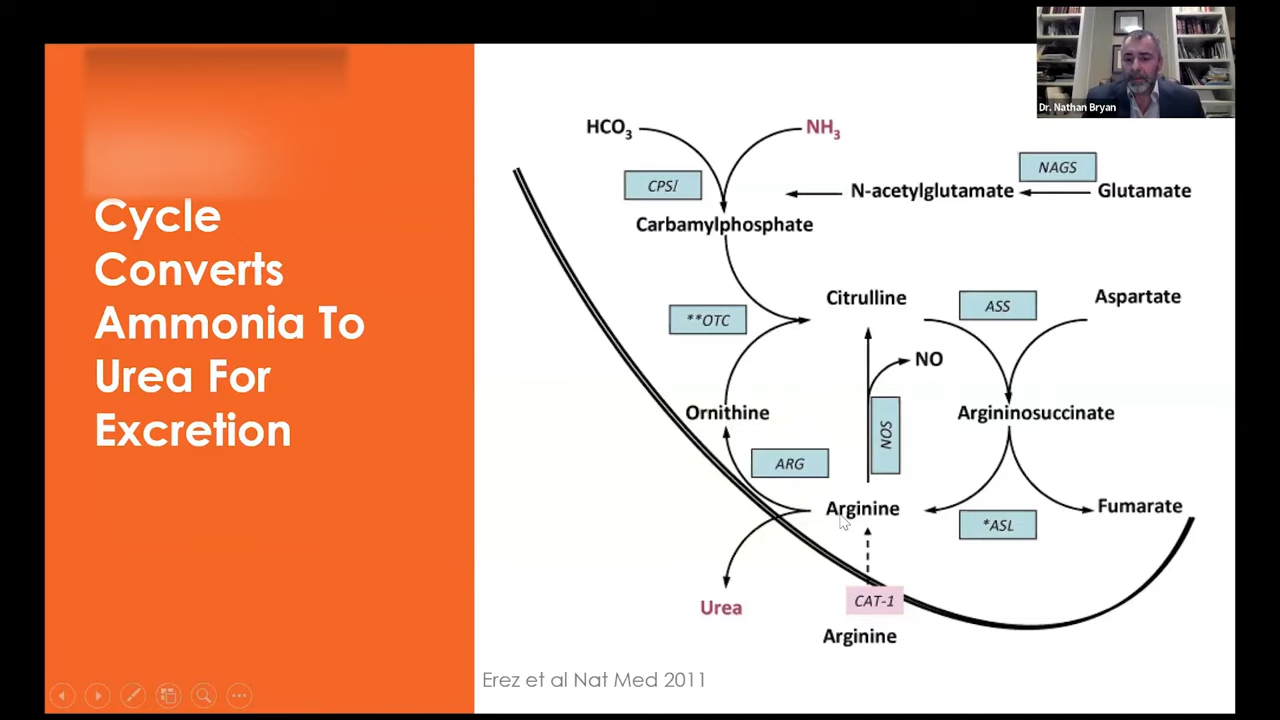 Dr. Nathan Bryan
Cycle
Converts
Ammonia To
Urea For
Excretion
HCO3
NH3
CPSI
NAGS
N-acetylglutamate
Glutamate
Carbamylphosphate
Citrulline
ASS
Aspartate
**OTC
NO
Ornithine
NOS
Argininosuccinate
ARG
Arginine
*ASL
Fumarate
Urea
CAT-1
Arginine
Erez et al Nat Med 2011